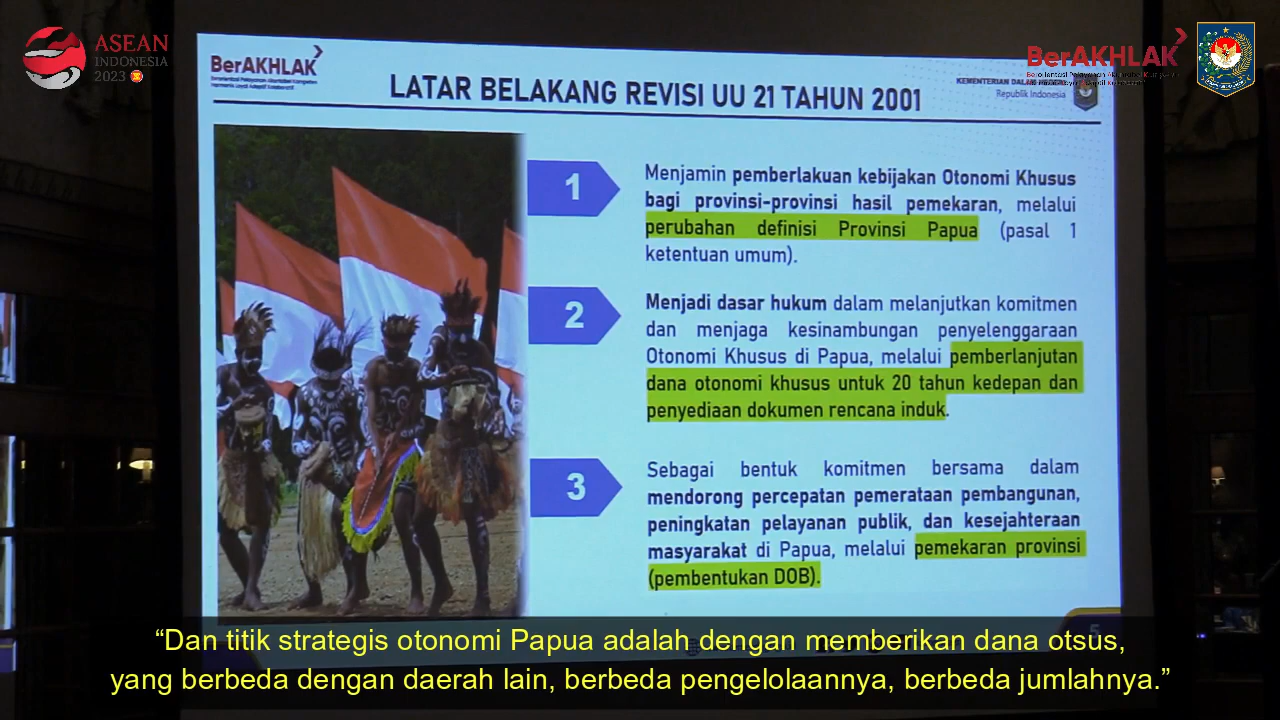 ASEAN
INDONESIA
2023
BerAKHLAK
LATAR BELAKANG REVISI UU 21 TAHUN 2001
BerAKHLAK
KEMENTERIAN DALAM
Republik Indonesia
1
Menjamin pemberlakuan kebijakan Otonomi Khusus
bagi provinsi-provinsi hasil pemekaran, melalui
perubahan definisi Provinsi Papua (pasal 1
ketentuan umum).
2
Menjadi dasar hukum dalam melanjutkan komitmen
dan menjaga kesinambungan penyelenggaraan
Otonomi Khusus di Papua, melalui pemberlanjutan
dana otonomi khusus untuk 20 tahun kedepan dan
penyediaan dokumen rencana induk.
3
Sebagai bentuk komitmen bersama dalam
mendorong percepatan pemerataan pembangunan,
peningkatan pelayanan publik, dan kesejahteraan
masyarakat di Papua, melalui pemekaran provinsi
(pembentukan DOB).
5
“Dan titik strategis otonomi Papua adalah dengan memberikan dana otsus,
yang berbeda dengan daerah lain, berbeda pengelolaannya, berbeda jumlahnya.”